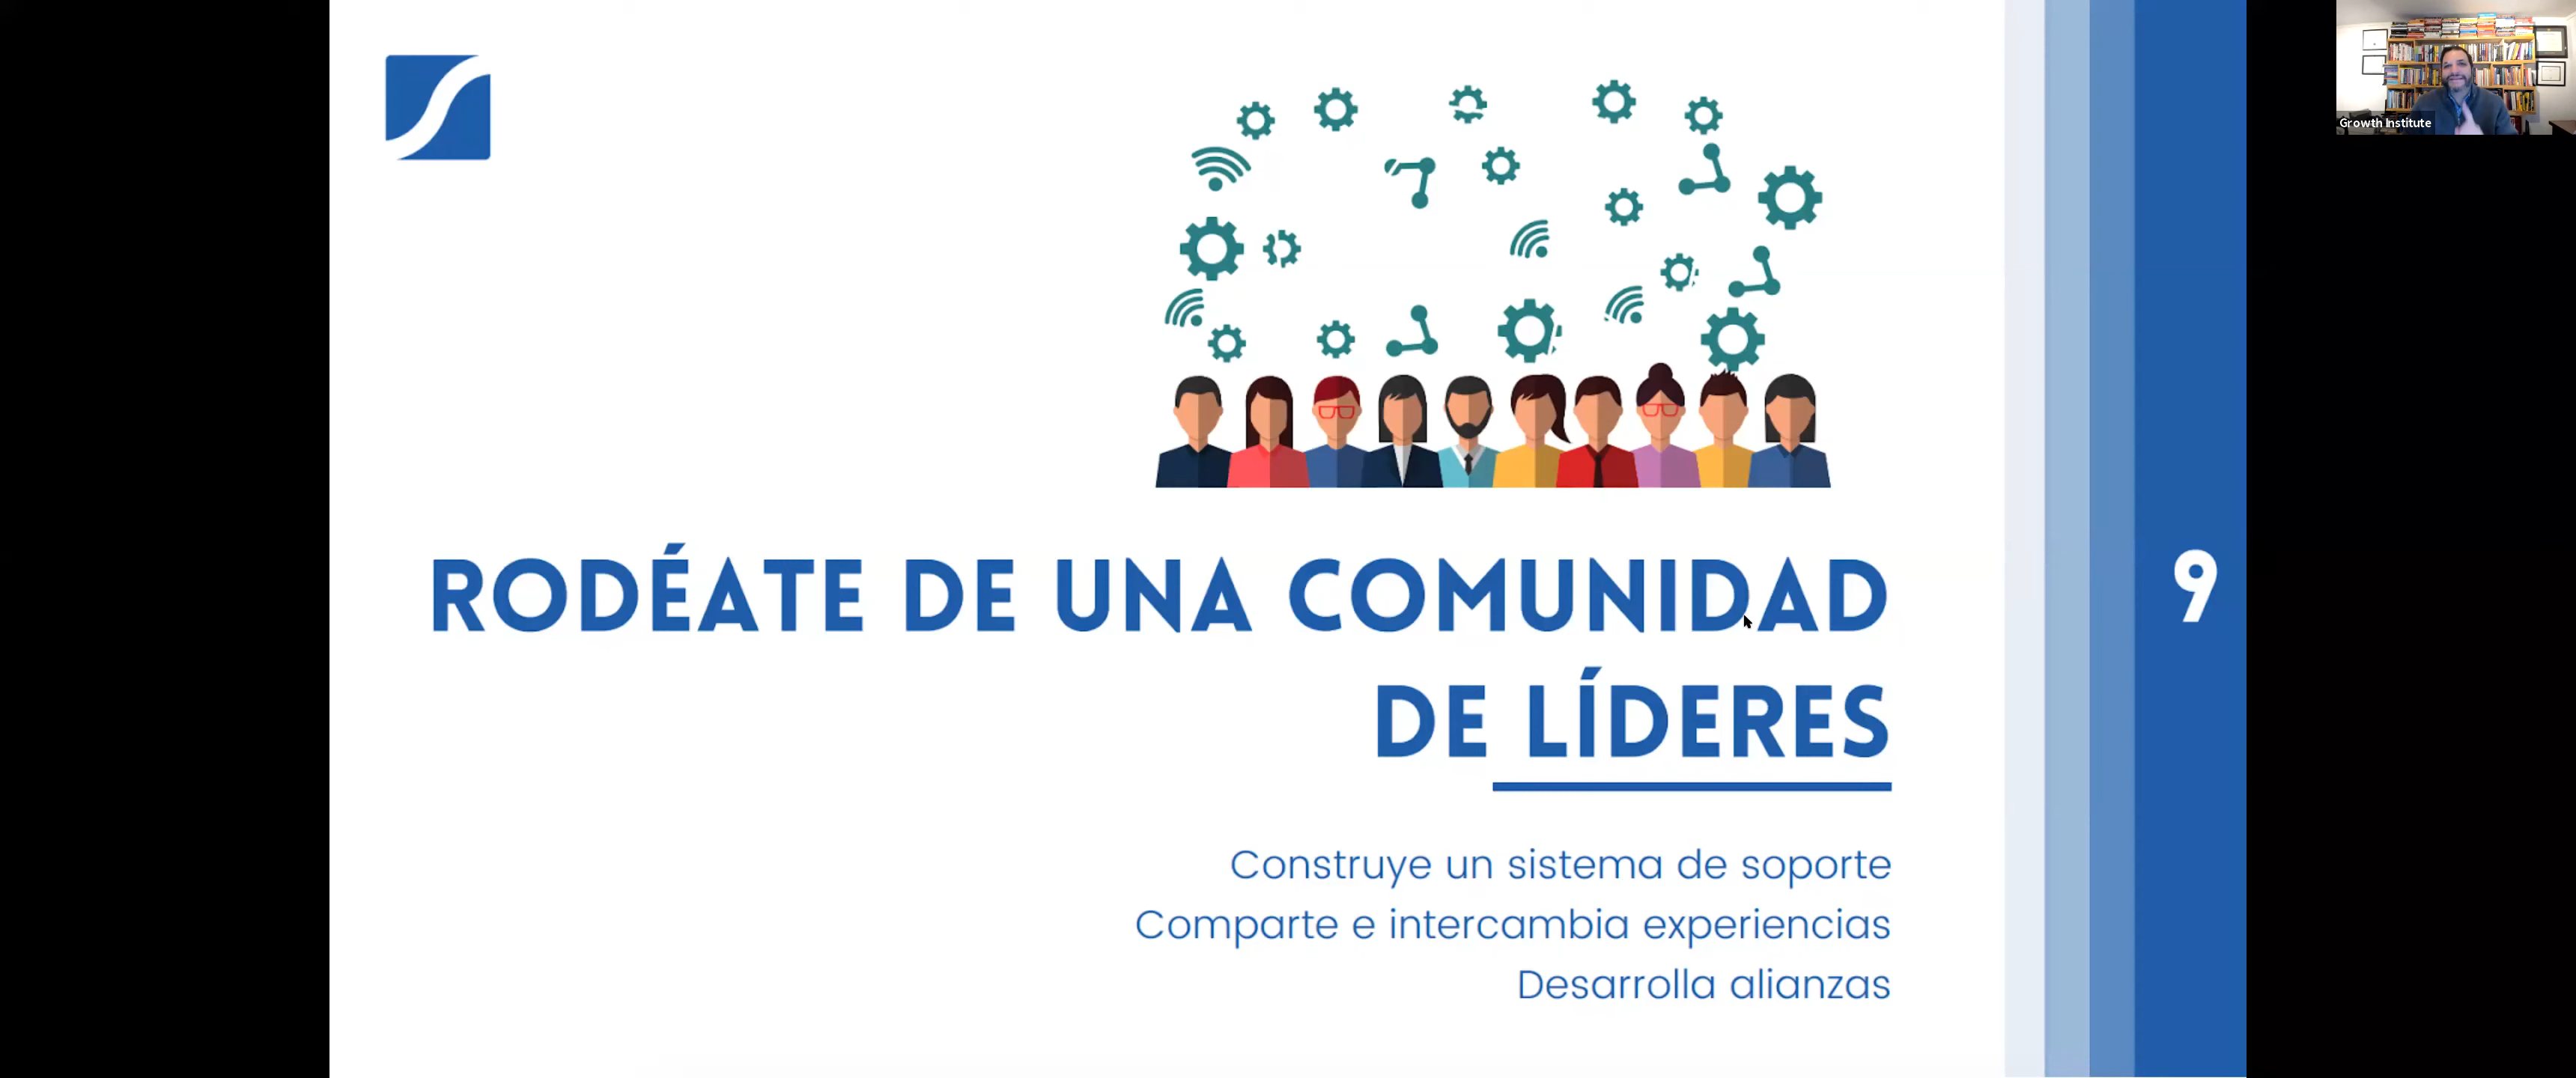 Growth Institute
RODÉATE DE UNA COMUNIDAD
DE LÍDERES
9
Construye un sistema de soporte
Comparte e intercambia experiencias
Desarrolla alianzas